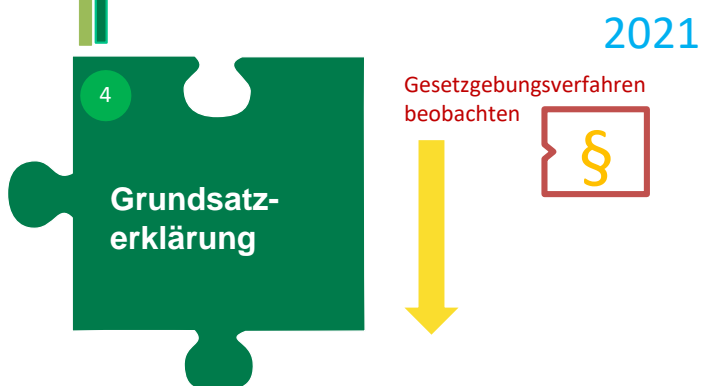 2021
Gesetzgebungsverfahren
beobachten
§
4
Grundsatz-
erklärung